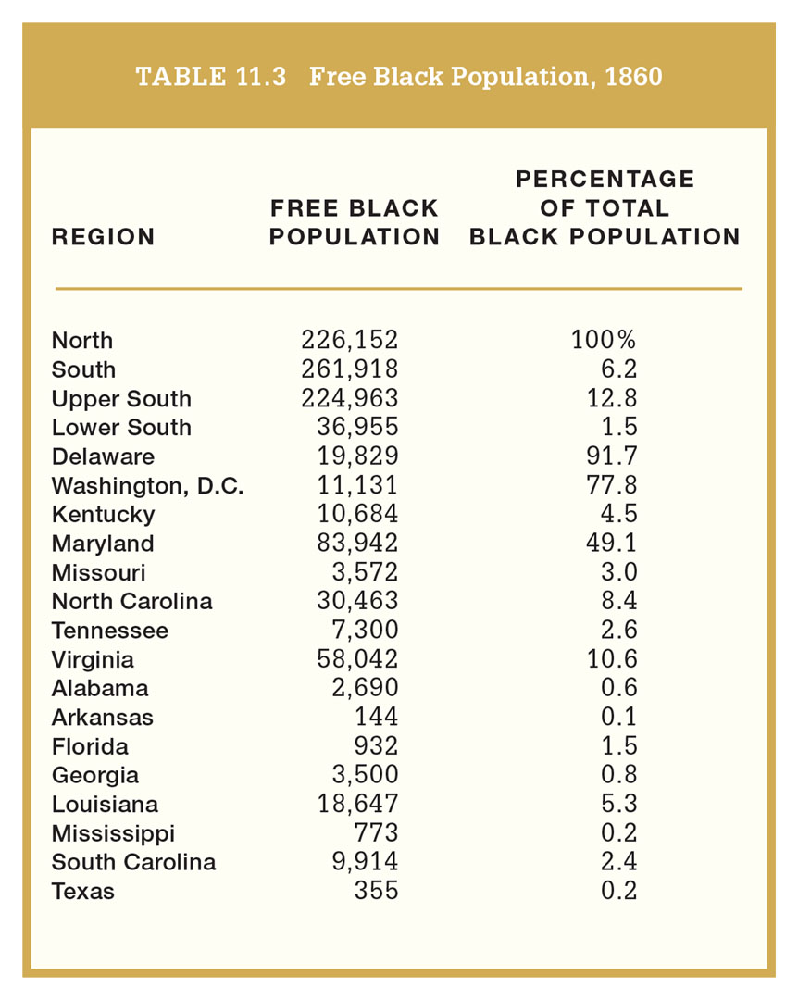 TABLE 11.3 Free Black Population, 1860
PERCENTAGE
FREE BLACK OF TOTAL
REGION POPULATION BLACK POPULATION
North 226,152 100%
South 261,918 6.2
Upper South 224,963 12.8
Lower South 36,955 1.5
Delaware 19,829 91.7
Washington, D.C. 11,131 77.8
Kentucky 10,684 4.5
Maryland 83,942 49.1
Missouri 3,572 3.0
North Carolina 30,463 8.4
Tennessee 7,300 2.6
Virginia 58,042 10.6
Alabama 2,690 0.6
Arkansas 144 0.1
Florida 932 1.5
Georgia 3,500 0.8
Louisiana 18,647 5.3
Mississippi 773 0.2
South Carolina 9,914 2.4
Texas 355 0.2